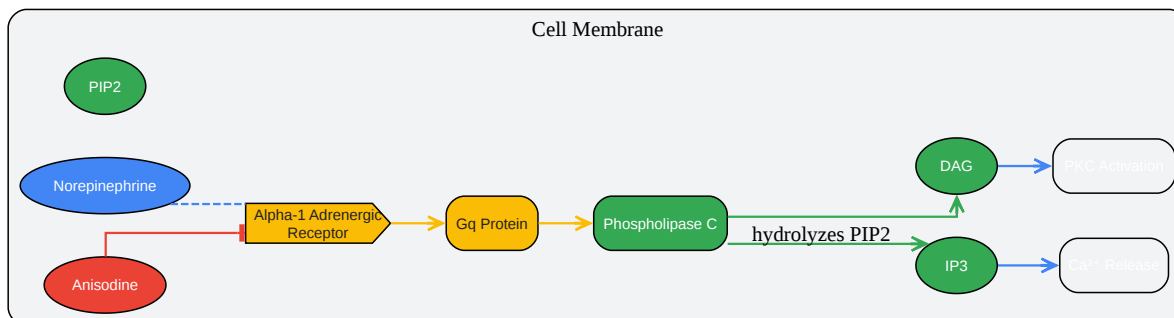 Cell Membrane
PIP2
Norepinephrine
Alpha-1 Adrenergic
Receptor
Gq Protein
Phospholipase C
hydrolyzes PIP2
DAG
PKC Activation
IP3
Ca²⁺ Release
Anisodine